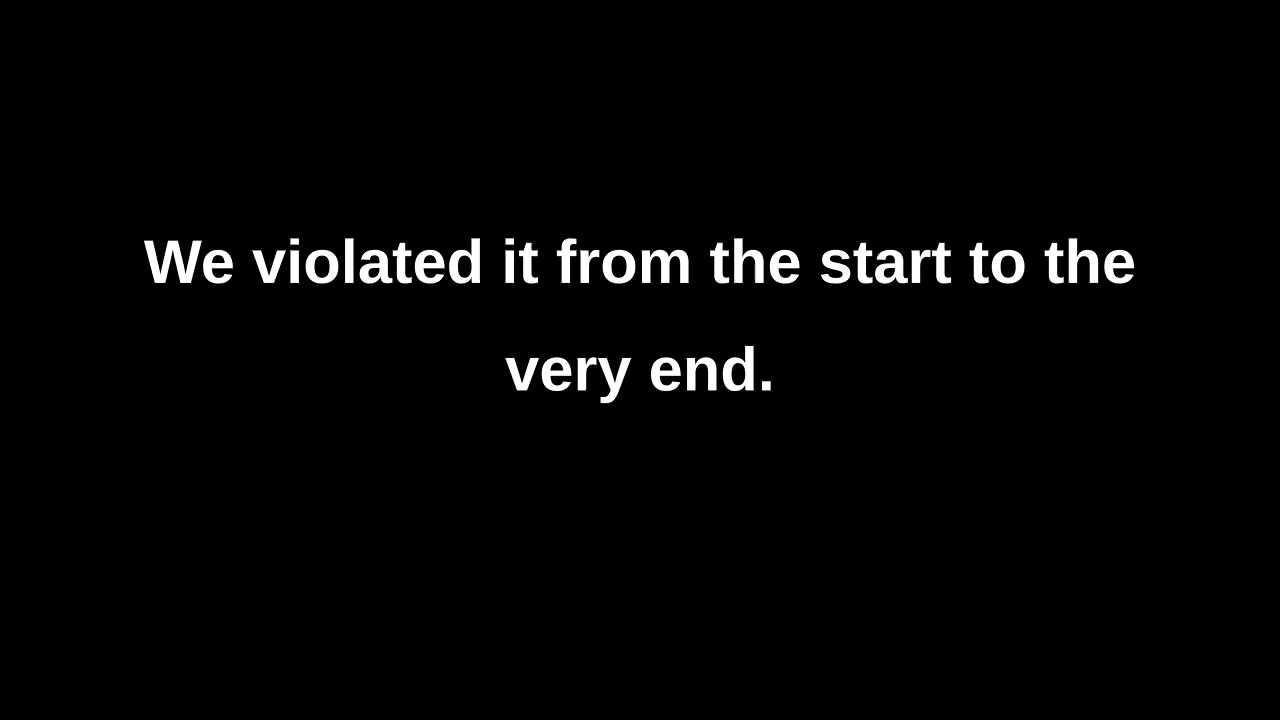 We violated it from the start to the
very end.